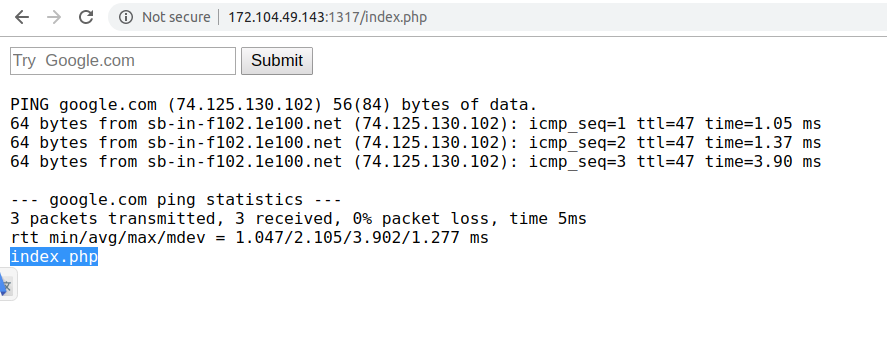 Not secure | 172.104.49.143:1317/index.php
Try Google.com Submit
PING google.com (74.125.130.102) 56(84) bytes of data.
64 bytes from sb-in-f102.1e100.net (74.125.130.102): icmp_seq=1 ttl=47 time=1.05 ms
64 bytes from sb-in-f102.1e100.net (74.125.130.102): icmp_seq=2 ttl=47 time=1.37 ms
64 bytes from sb-in-f102.1e100.net (74.125.130.102): icmp_seq=3 ttl=47 time=3.90 ms
--- google.com ping statistics ---
3 packets transmitted, 3 received, 0% packet loss, time 5ms
rtt min/avg/max/mdev = 1.047/2.105/3.902/1.277 ms
index.php